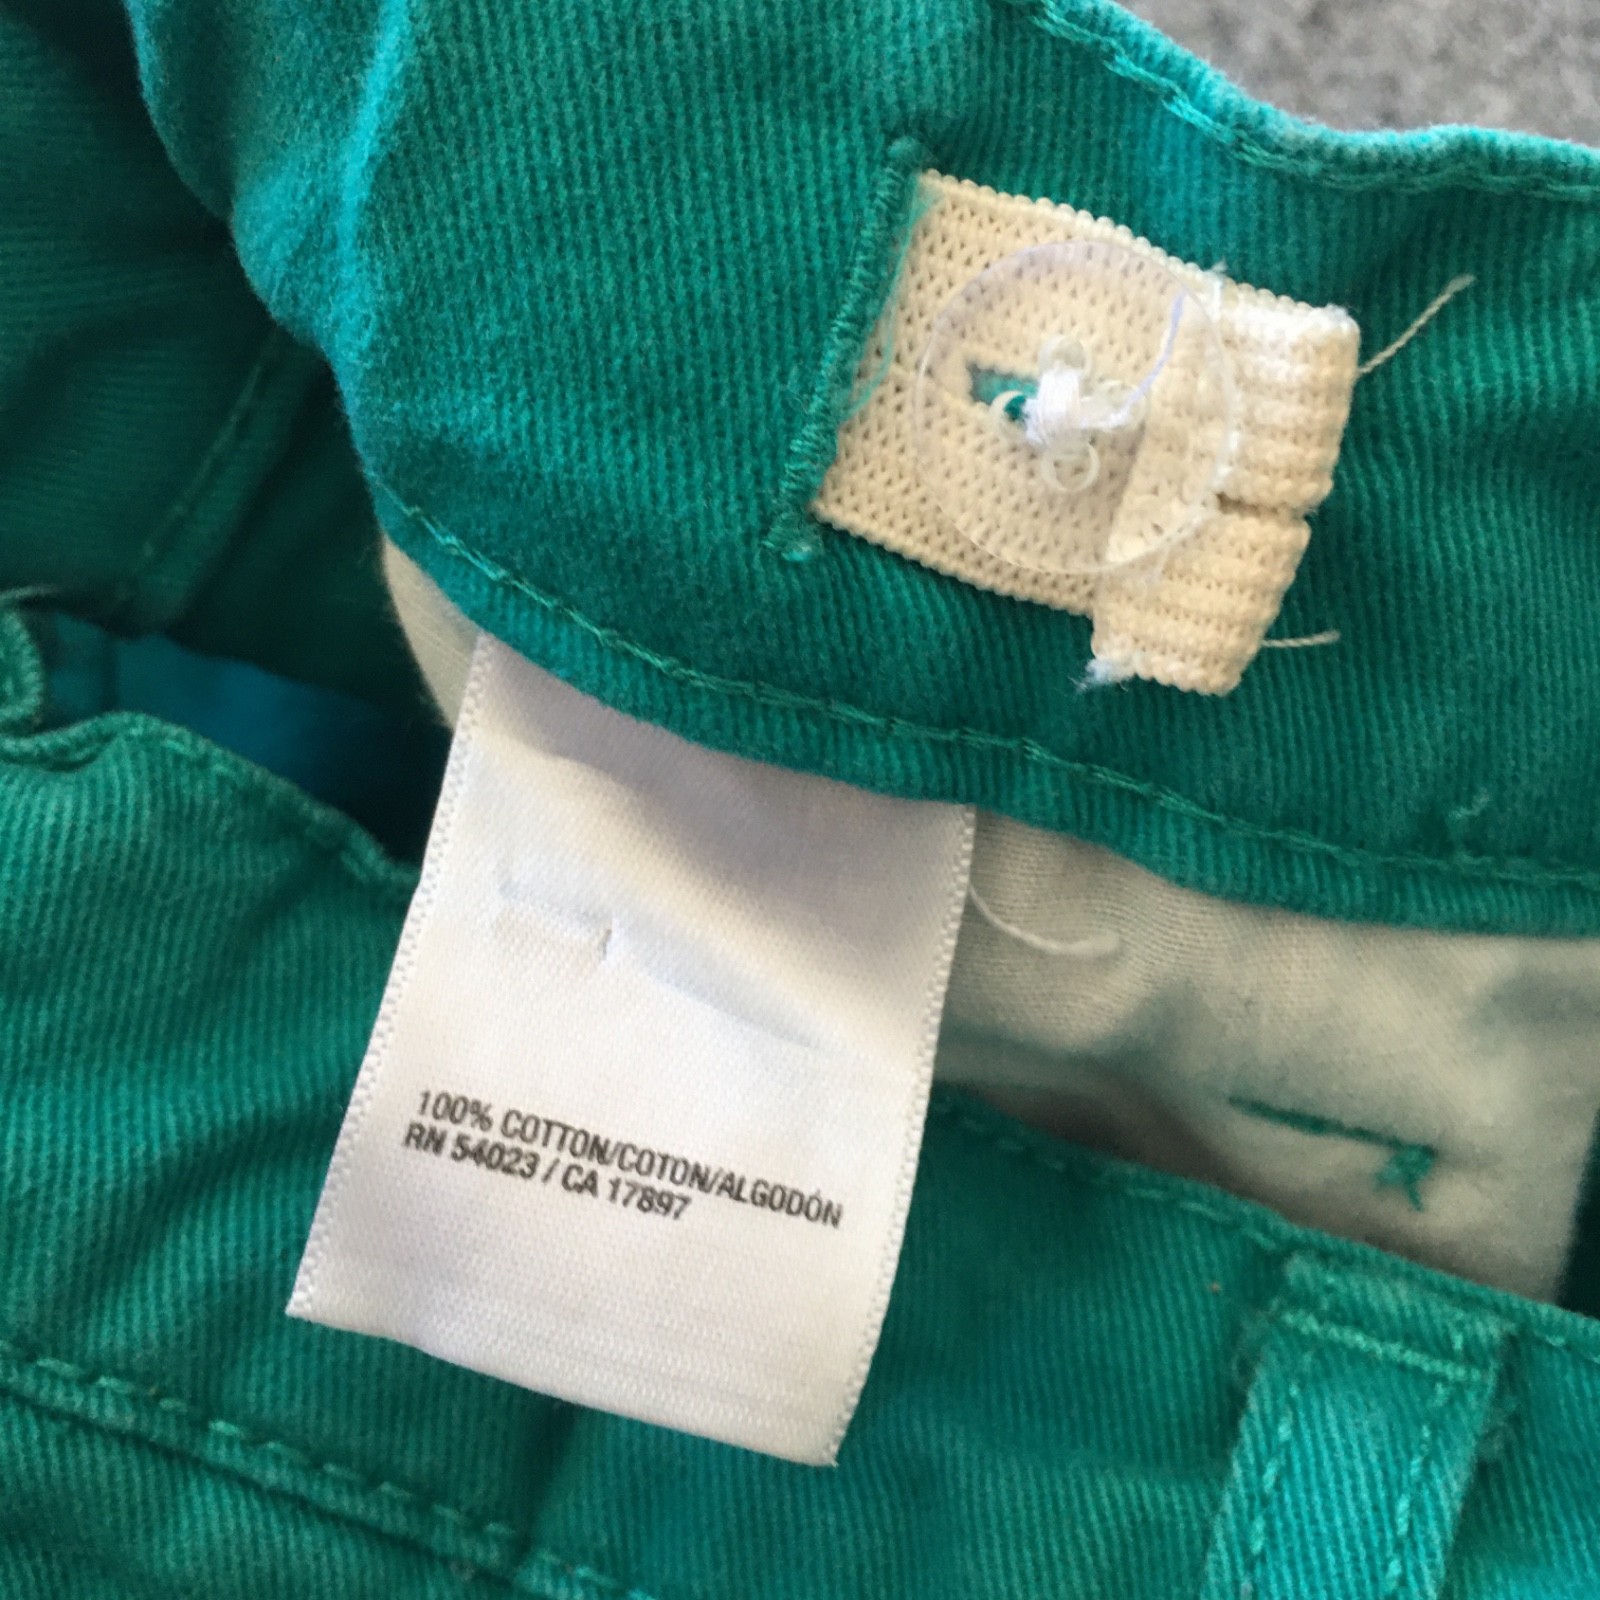 100% COTTON/COTON/ALGODÓN
RN 54023 / CA 17897